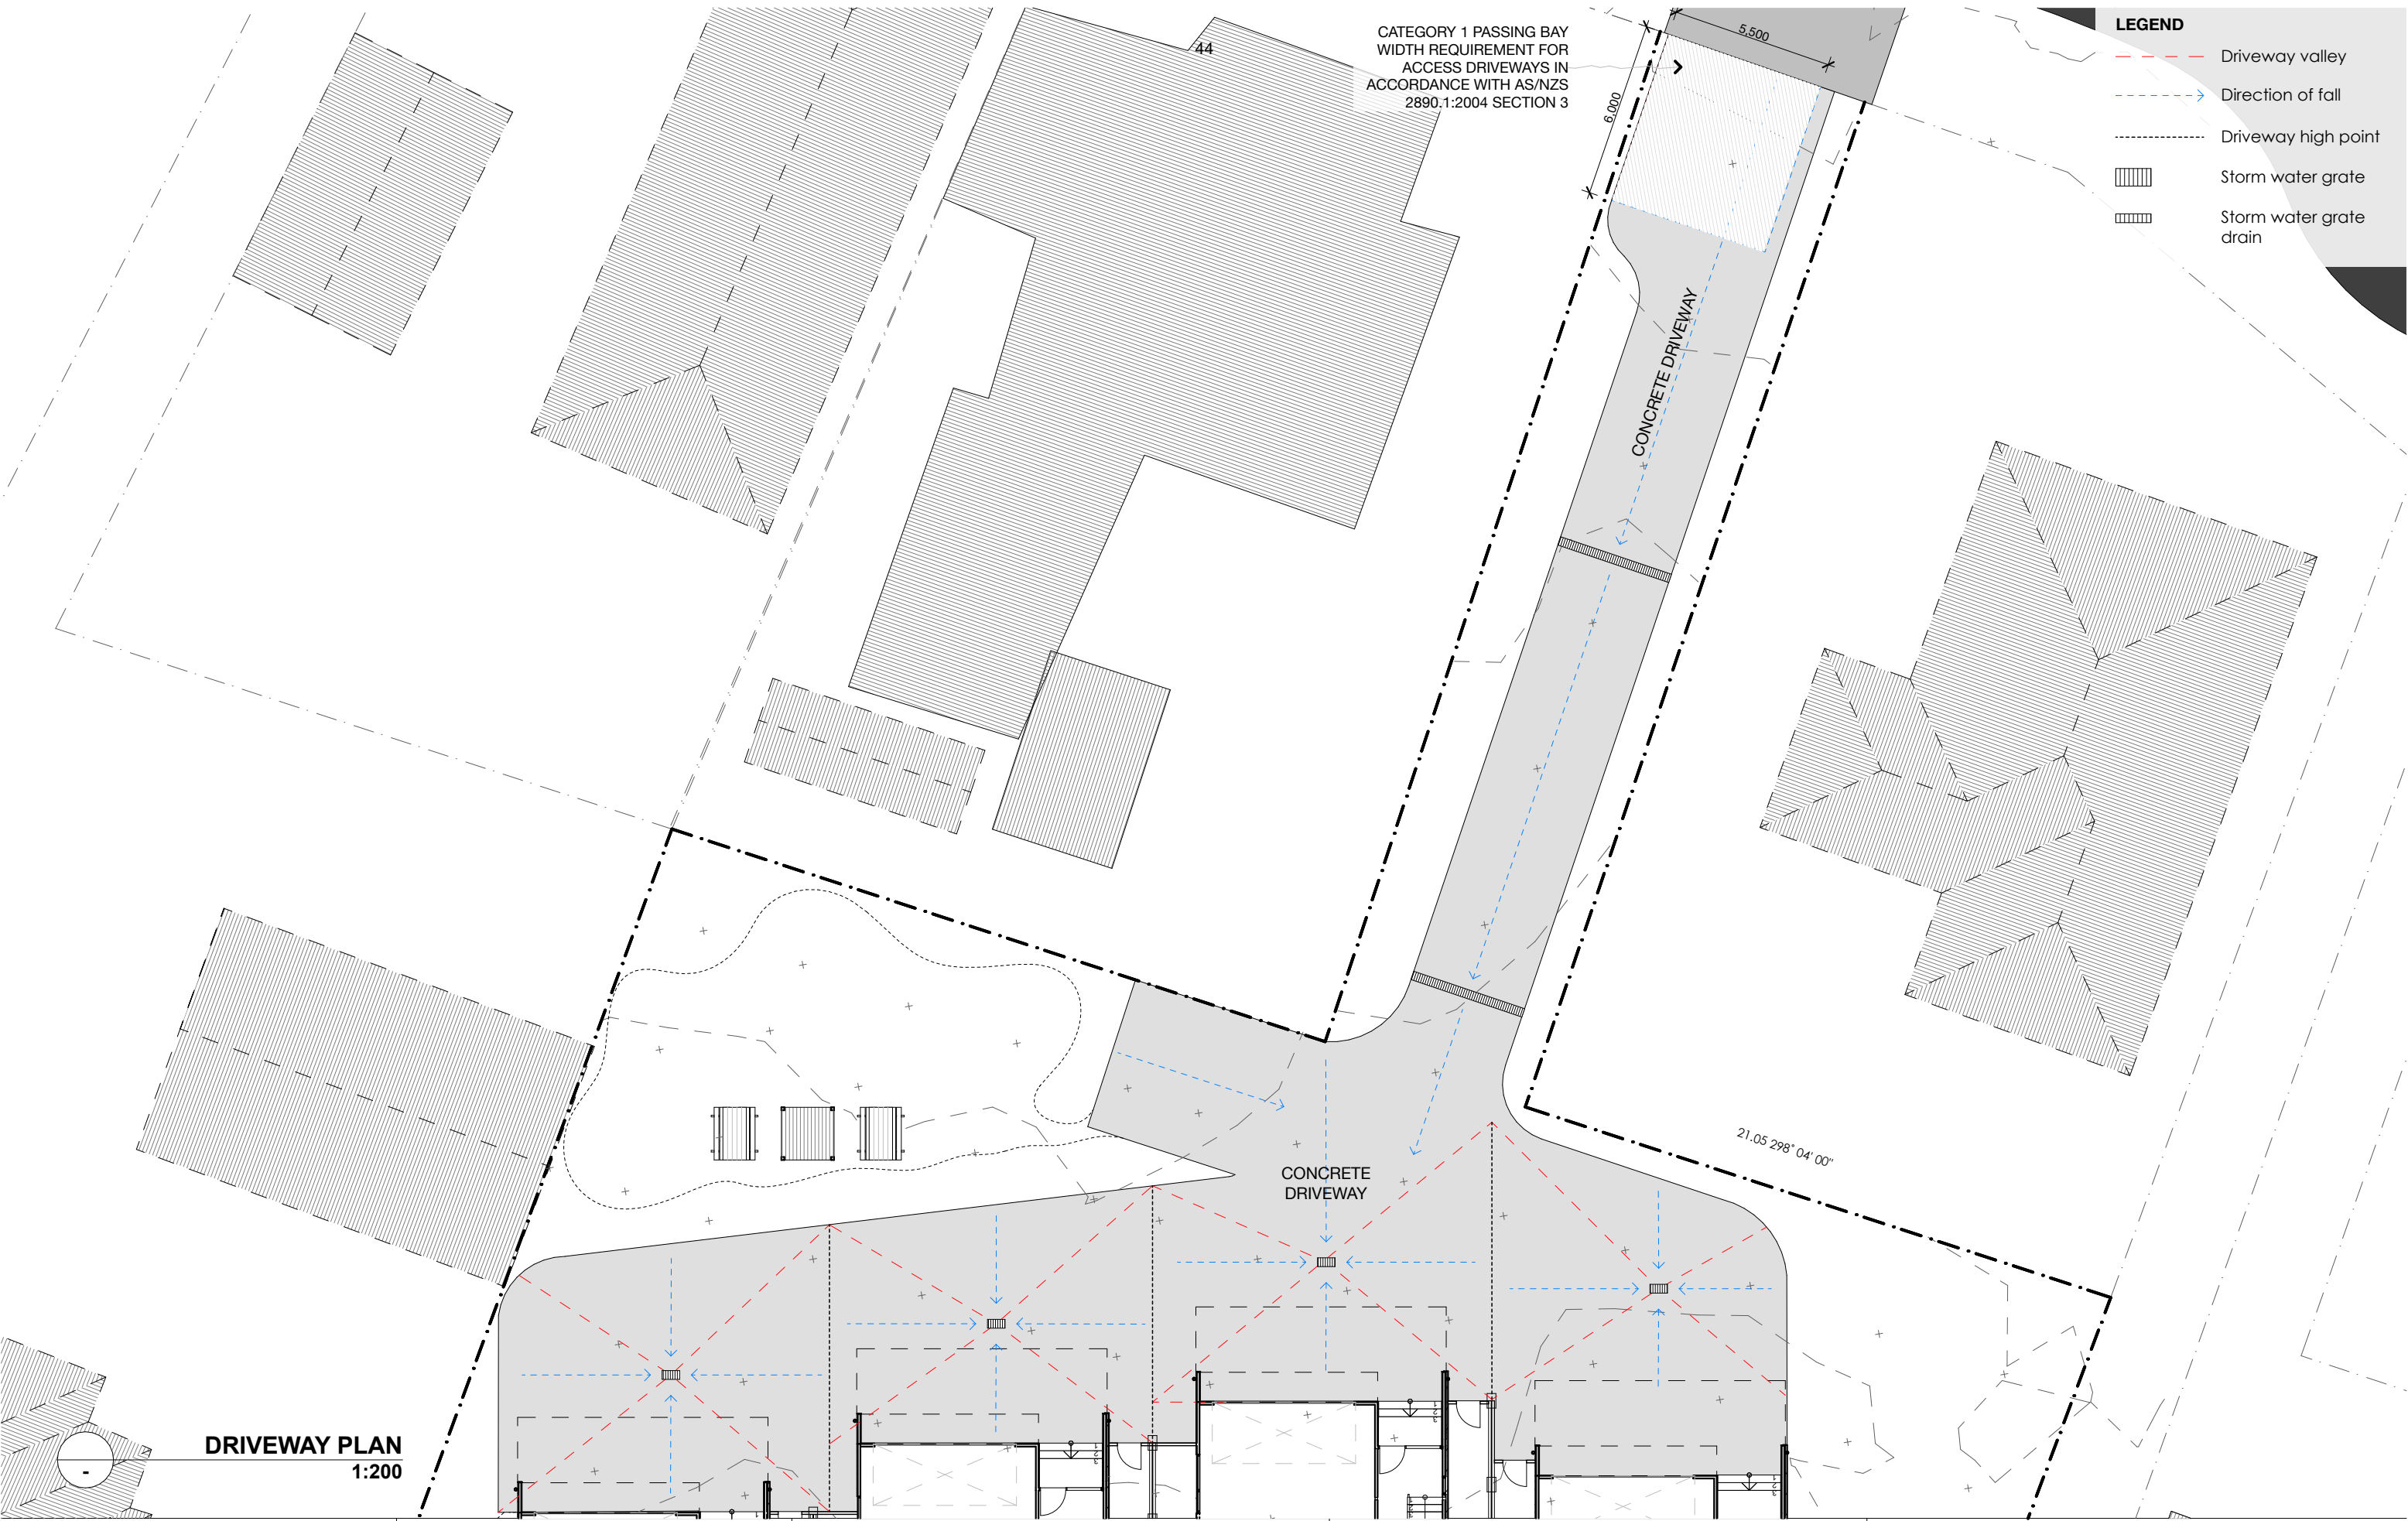 CATEGORY 1 PASSING BAY
WIDTH REQUIREMENT FOR
ACCESS DRIVEWAYS IN
ACCORDANCE WITH AS/NZS
2890.1:2004 SECTION 3
44
5,500
6,000
LEGEND
Driveway valley
Direction of fall
Driveway high point
Storm water grate
Storm water grate
drain
CONCRETE DRIVEWAY
21.05 298° 04' 00"
CONCRETE
DRIVEWAY
DRIVEWAY PLAN
1:200
-